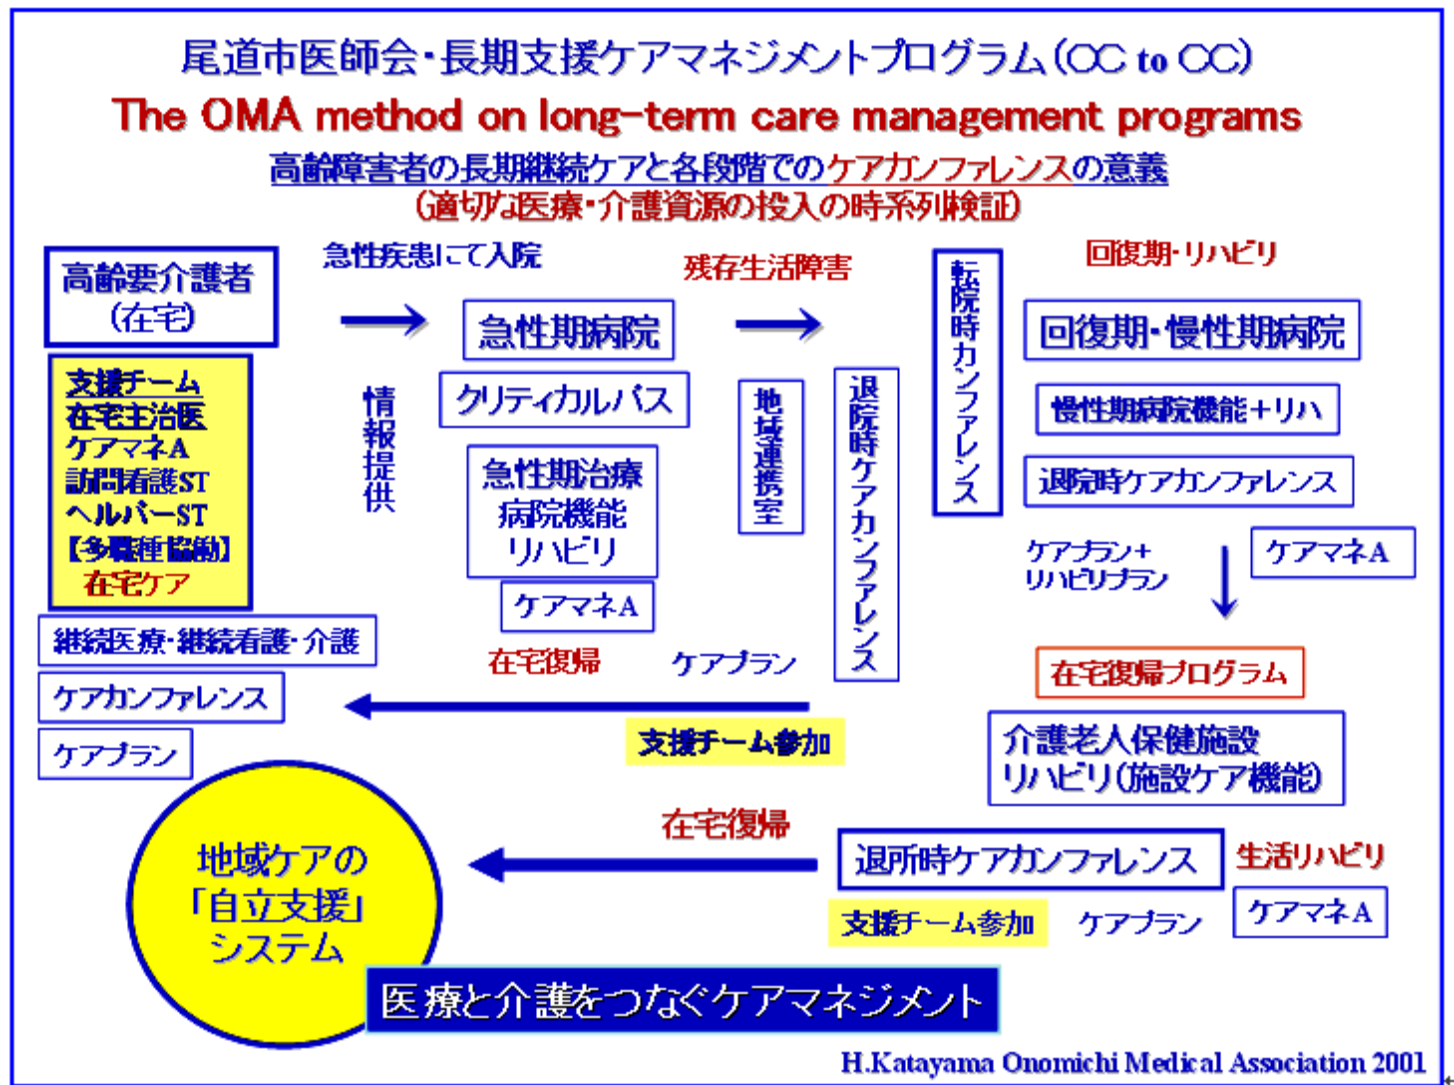 尾道市医師会・長期支援ケアマネジメントプログラム(CC to CC)
The OMA method on long-term care management programs
高齢障害者の長期継続ケアと各段階でのケアカンファレンスの意義
(適切な医療・介護資源の投入の時系列検証)
高齢要介護者
(在宅)
支援チーム
在宅主治医
ケアマネA
訪問看護ST
ヘルパーST
【多職種協働】
在宅ケア
継続医療・継続看護・介護
ケアカンファレンス
ケアプラン
急性疾患にて入院
情報提供
急性期病院
クリティカルパス
急性期治療
病院機能
リハビリ
ケアマネA
在宅復帰
ケアプラン
支援チーム参加
残存生活障害
地域連携室
退院時ケアカンファレンス
転院時カンファレンス
回復期・リハビリ
回復期・慢性期病院
慢性期病院機能+リハ
退院時ケアカンファレンス
ケアプラン+
リハビリプラン
ケアマネA
在宅復帰プログラム
介護老人保健施設
リハビリ(施設ケア機能)
在宅復帰
退所時ケアカンファレンス
生活リハビリ
支援チーム参加
ケアプラン
ケアマネA
地域ケアの
「自立支援」
システム
医療と介護をつなぐケアマネジメント
H.Katayama Onomichi Medical Association 2001